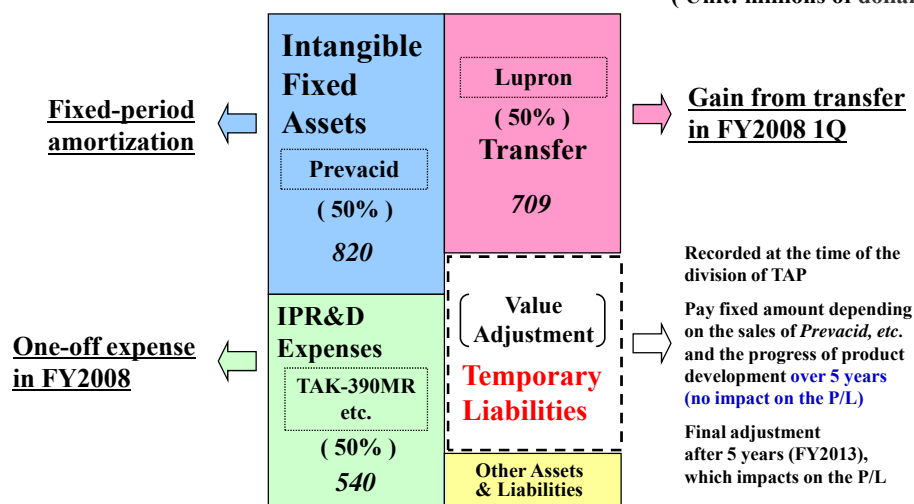 ( Unit: millions of dollar
Intangible
Fixed
Assets
Prevacid
( 50% )
820
Lupron
( 50% )
Transfer
709
Fixed-period
amortization
Gain from transfer
in FY2008 1Q
IPR&D
Expenses
TAK-390MR
etc.
(50%)
540
Value
Adjustment
Temporary
Liabilities
Other Assets
& Liabilities
One-off expense
in FY2008
Recorded at the time of the
division of TAP
Pay fixed amount depending
on the sales of Prevacid, etc.
and the progress of product
development over 5 years
(no impact on the P/L)
Final adjustment
after 5 years (FY2013),
which impacts on the P/L